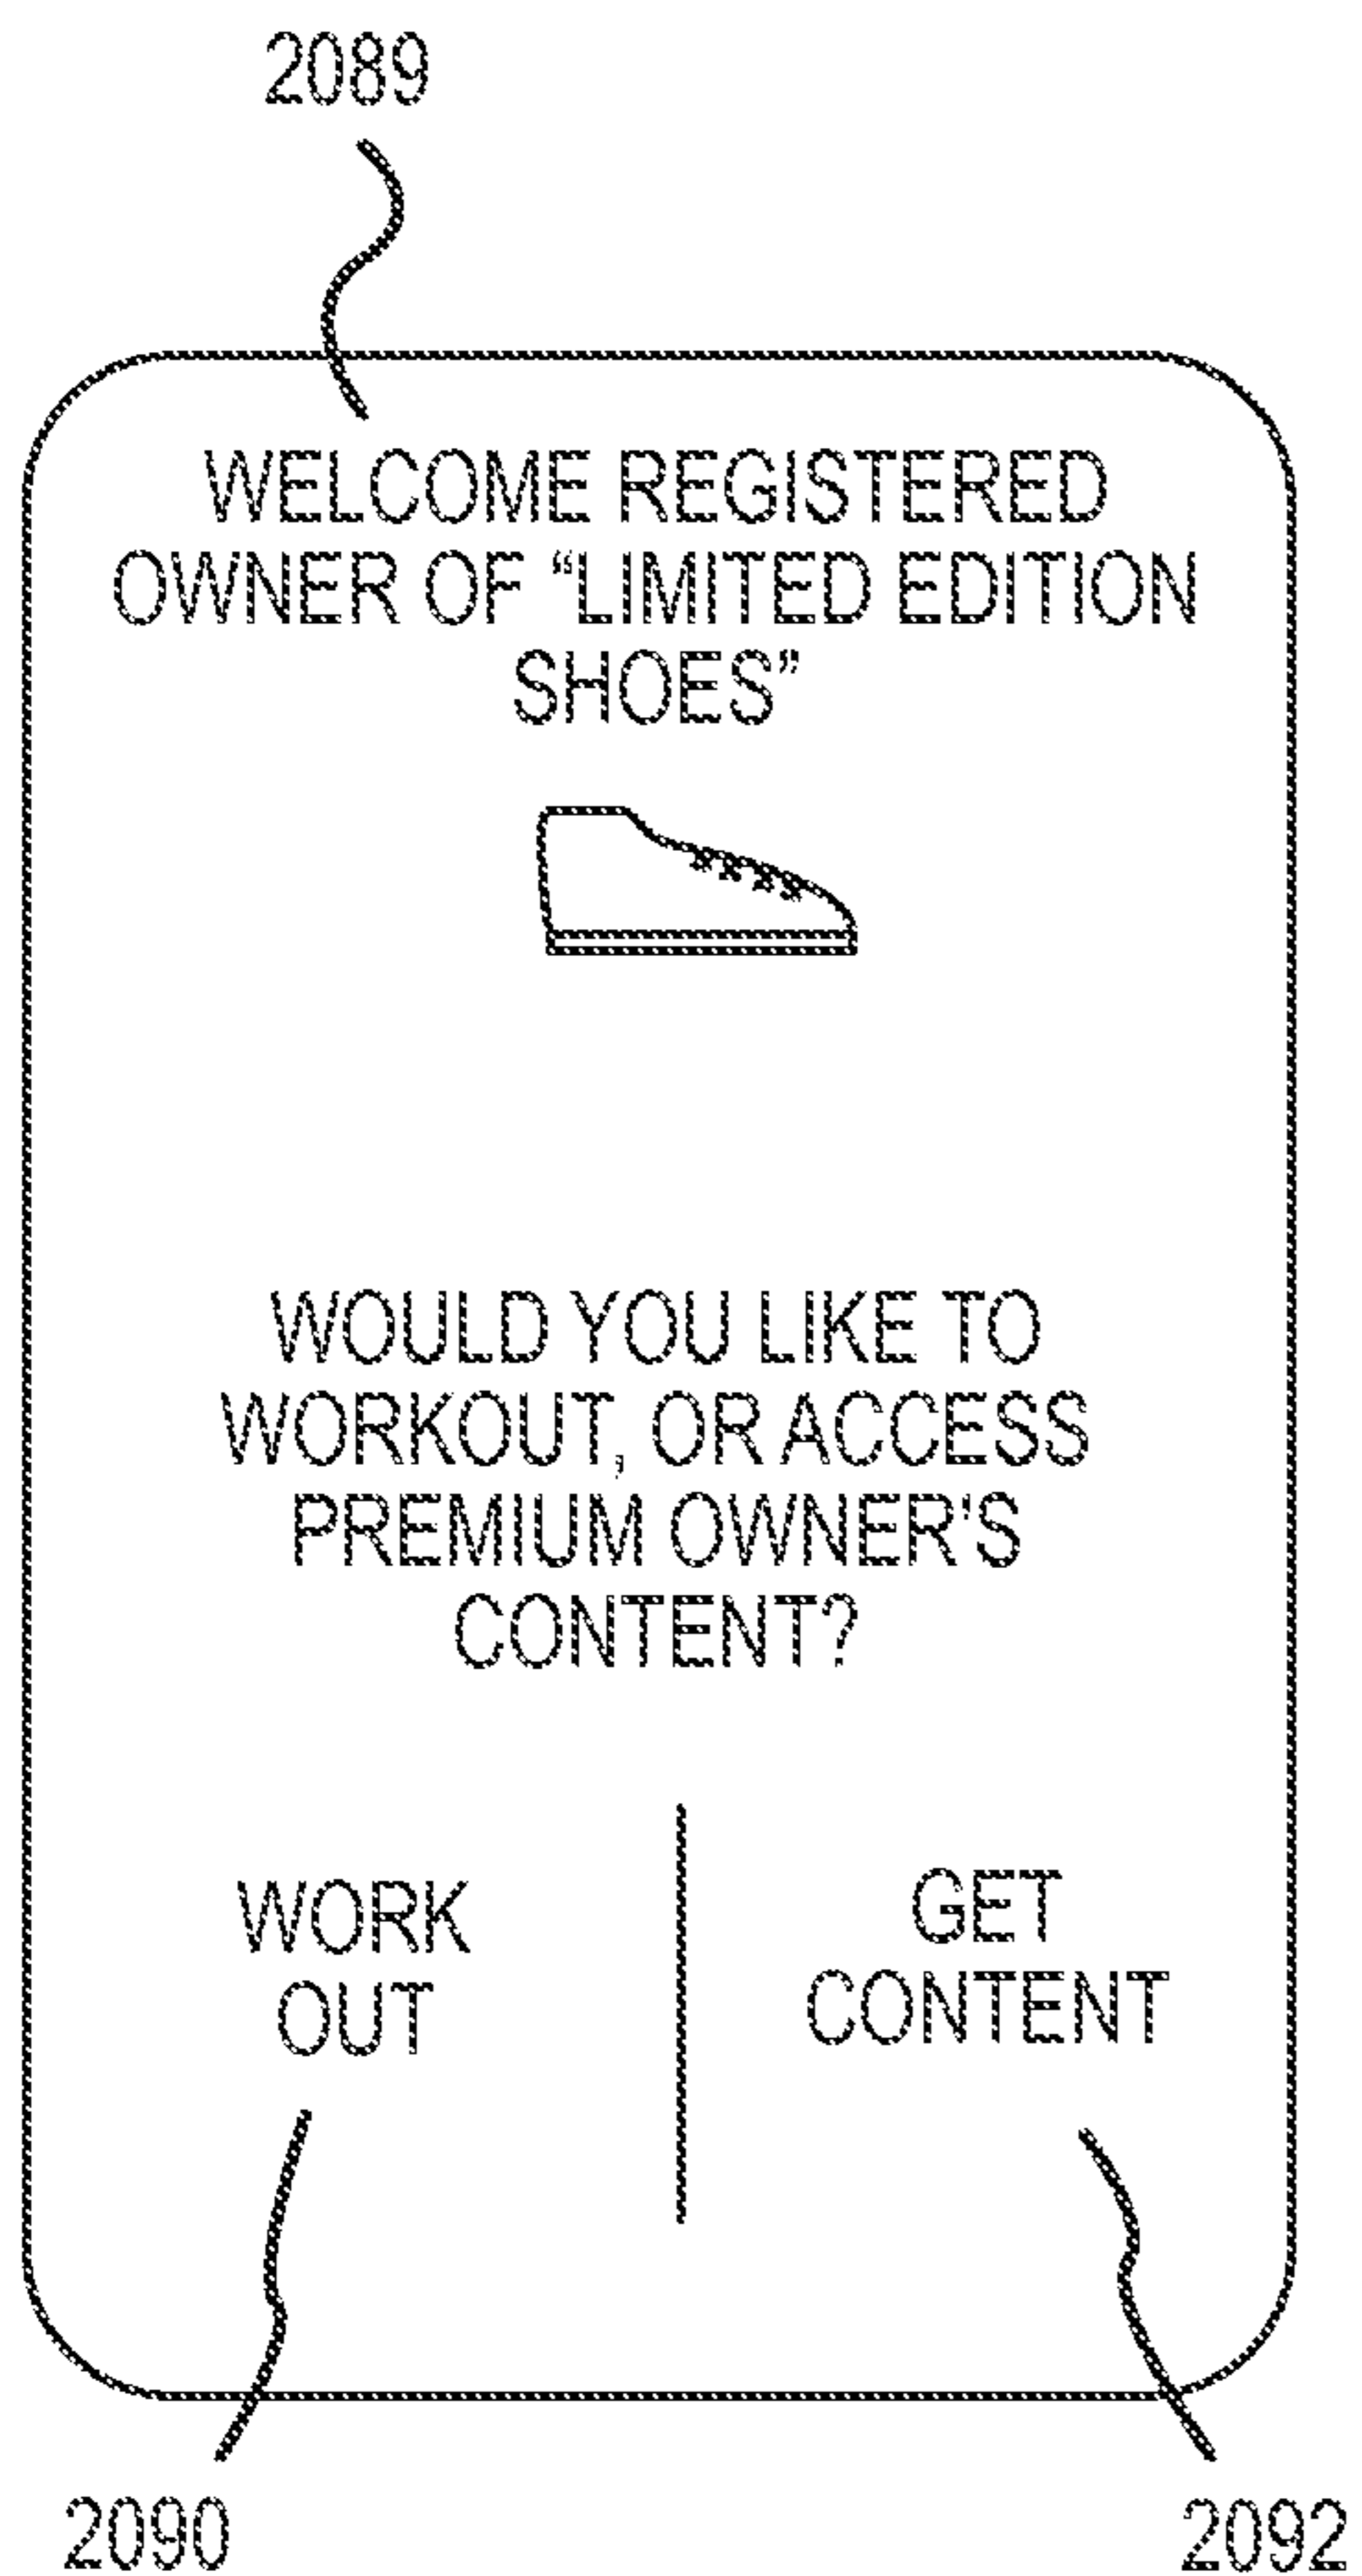 2089
WELCOME REGISTERED
OWNER OF “LIMITED EDITION
SHOES”
WOULD YOU LIKE TO
WORKOUT, OR ACCESS
PREMIUM OWNER’S
CONTENT?
WORK
OUT
GET
CONTENT
2090
2092